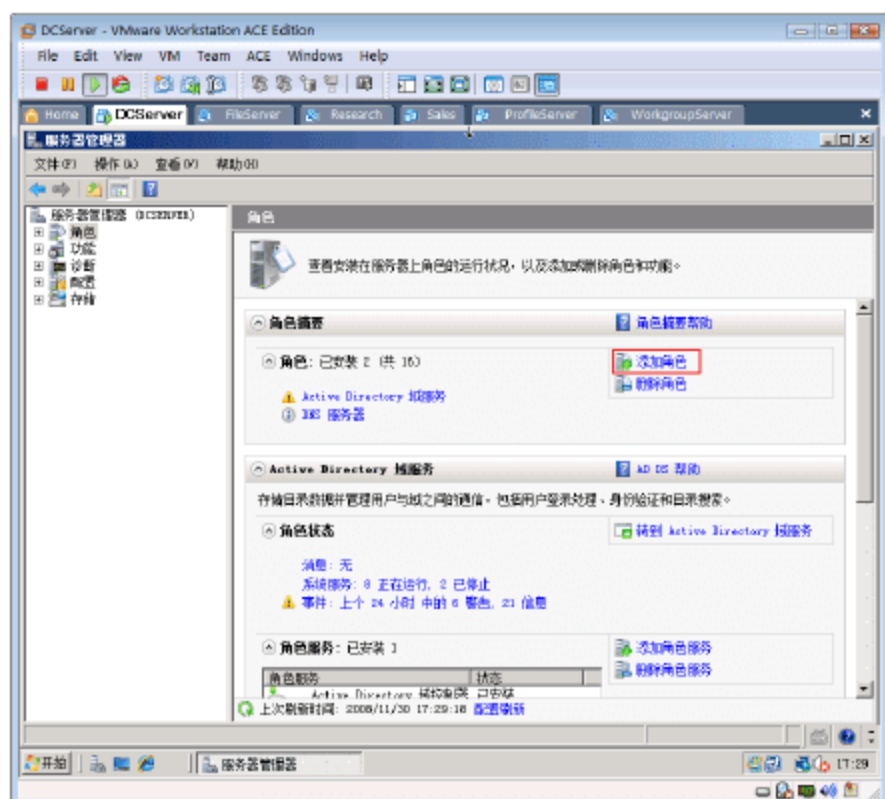 DCServer - VMware Workstation ACE Edition
File Edit View VM Team ACE Windows Help
Home DCServer FileServer Research Sales ProfileServer WorkgroupServer
服务器管理器
文件(F) 操作(A) 查看(V) 帮助(H)
服务器管理器 (DCSERVER)
角色
功能
诊断
配置
存储
角色
查看安装在服务器上角色的运行状况，以及添加或删除角色和功能。
角色摘要
角色摘要帮助
角色: 已安装 2 (共 16)
添加角色
删除角色
Active Directory 域服务
DNS 服务器
Active Directory 域服务
AD DS 帮助
存储目录数据并管理用户与域之间的通信，包括用户登录处理、身份验证和目录搜索。
角色状态
转到 Active Directory 域服务
消息: 无
系统服务: 8 正在运行, 2 已停止
事件: 上个 24 小时 中的 6 警告, 21 信息
角色服务: 已安装 1
添加角色服务
删除角色服务
角色服务 状态
Active Directory 域控制器 已安装
上次刷新时间: 2008/11/30 17:29:18 配置刷新
开始 服务器管理器 17:29